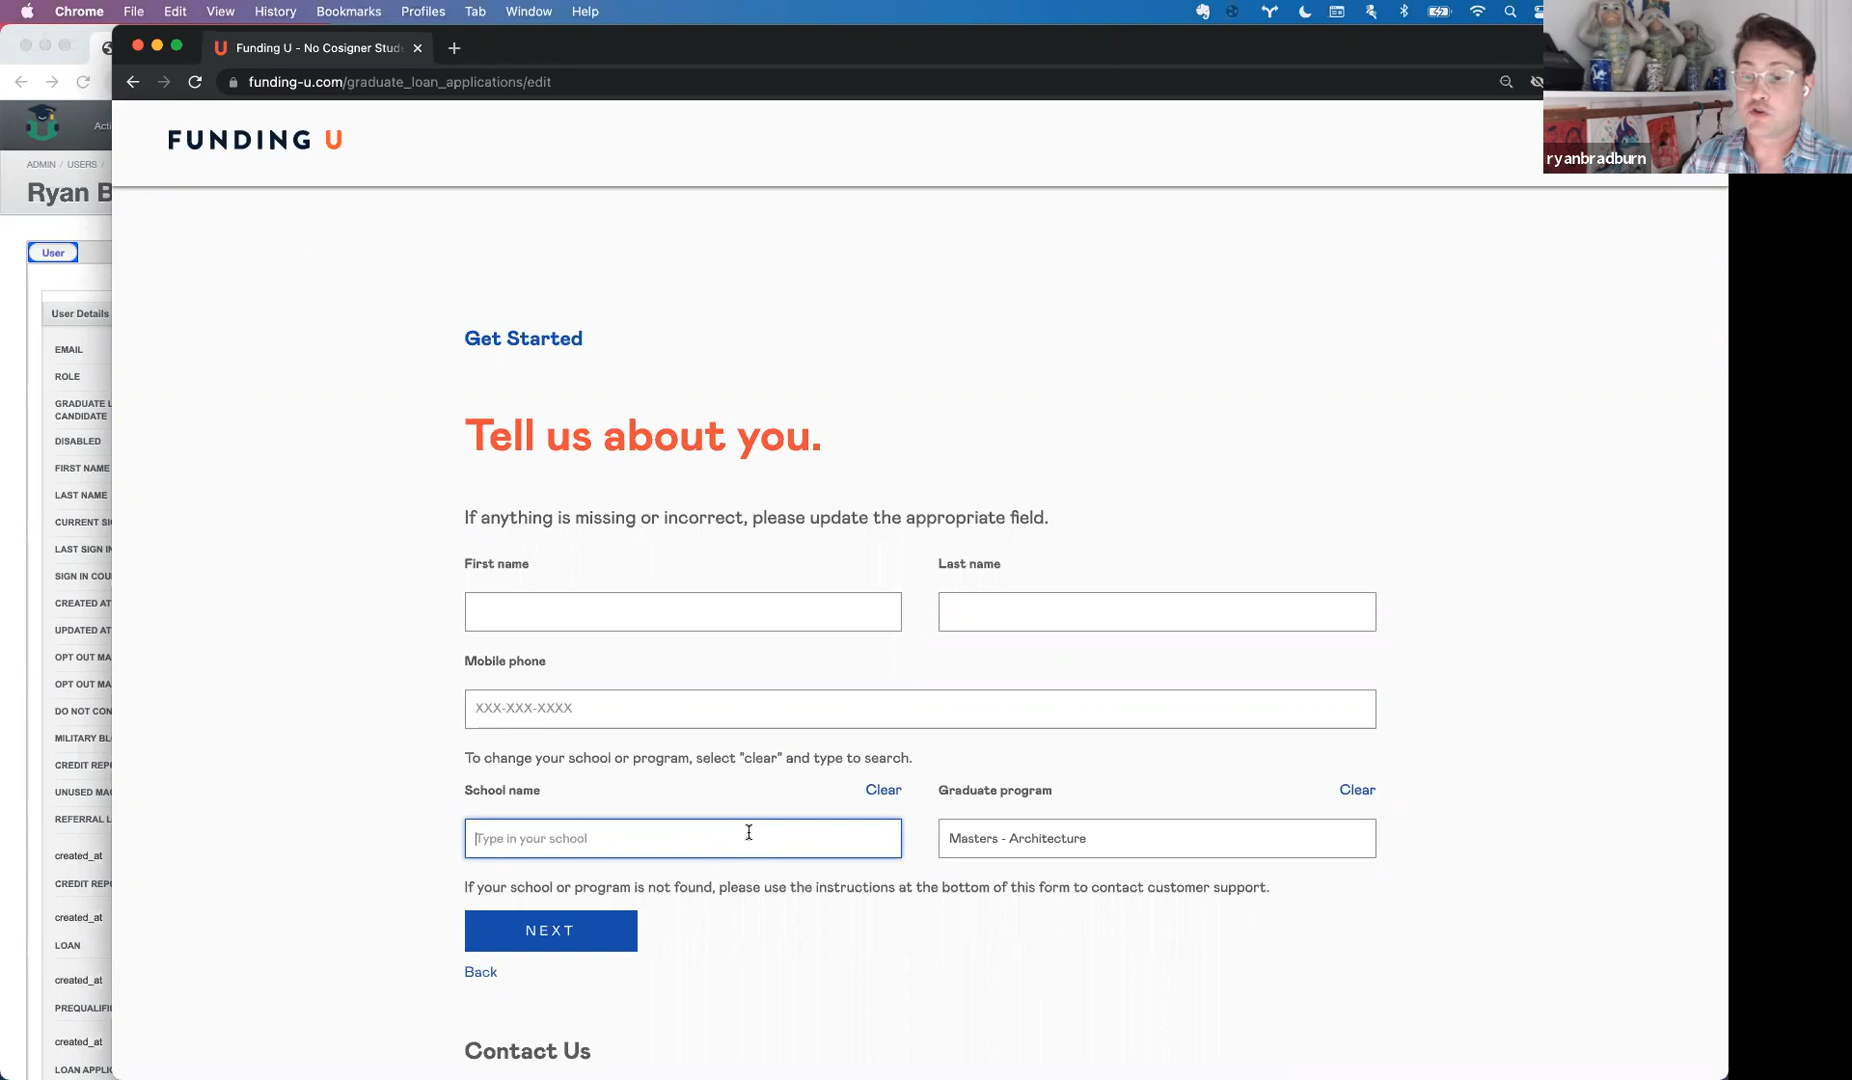 Chrome File Edit View History Bookmarks Profiles Tab Window Help
Funding U - No Cosigner Stud
funding-u.com/graduate_loan_applications/edit
ryanbradburn
FUNDING U
Acti
ADMIN / USERS /
Ryan B
User
User Details
EMAIL
ROLE
GRADUATE L
CANDIDATE
DISABLED
FIRST NAME
LAST NAME
CURRENT SI
LAST SIGN IN
SIGN IN COU
CREATED AT
UPDATED AT
OPT OUT MA
OPT OUT MA
DO NOT CON
MILITARY BL
CREDIT REPO
UNUSED MAC
REFERRAL L
created_at
CREDIT REPO
created_at
LOAN
created_at
PREQUALIFIC
created_at
LOAN APPLIC
Get Started
Tell us about you.
If anything is missing or incorrect, please update the appropriate field.
First name Last name
Mobile phone
XXX-XXX-XXXX
To change your school or program, select "clear" and type to search.
School name Clear Graduate program Clear
Type in your school Masters - Architecture
If your school or program is not found, please use the instructions at the bottom of this form to contact customer support.
NEXT
Back
Contact Us